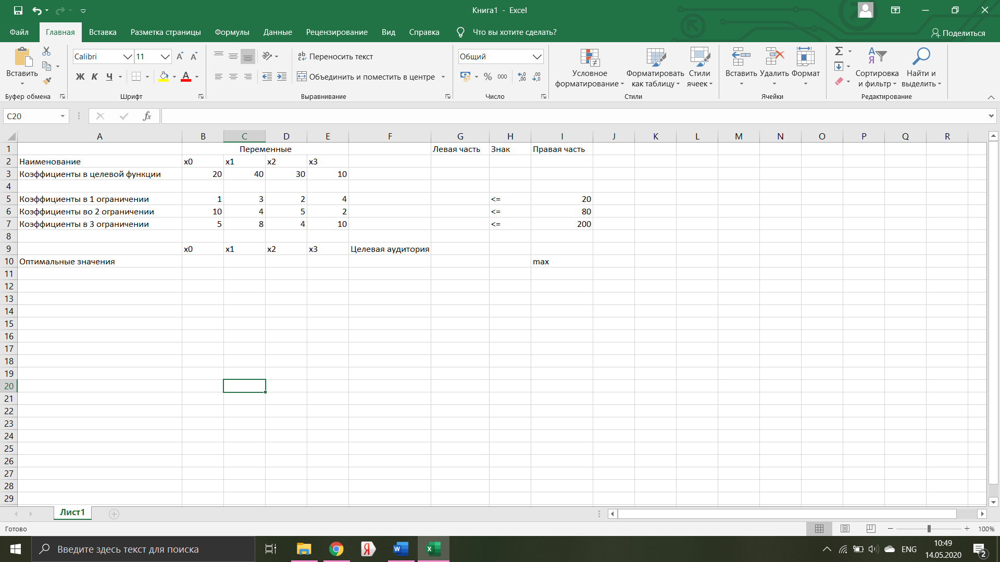 Книга1 - Excel
Файл Главная Вставка Разметка страницы Формулы Данные Рецензирование Вид Справка Что вы хотите сделать? Поделиться
Вставить
Буфер обмена
Calibri 11
Ж К Ч А
Шрифт
Переносить текст
Объединить и поместить в центре
Выравнивание
Общий
% 000
Число
Условное форматирование
Форматировать как таблицу
Стили ячеек
Стили
Вставить Удалить Формат
Ячейки
Сортировка и фильтр
Найти и выделить
Редактирование
C20 fx
A B C D E F G H I J K L M N O P Q R
1 Переменные Левая часть Знак Правая часть
2 Наименование x0 x1 x2 x3
3 Коэффициенты в целевой функции 20 40 30 10
4
5 Коэффициенты в 1 ограничении 1 3 2 4 <= 20
6 Коэффициенты во 2 ограничении 10 4 5 2 <= 80
7 Коэффициенты в 3 ограничении 5 8 4 10 <= 200
8
9 x0 x1 x2 x3 Целевая аудитория
10 Оптимальные значения max
11
12
13
14
15
16
17
18
19
20
21
22
23
24
25
26
27
28
29
Лист1
Готово 100%
Введите здесь текст для поиска
ENG
10:49
14.05.2020
2